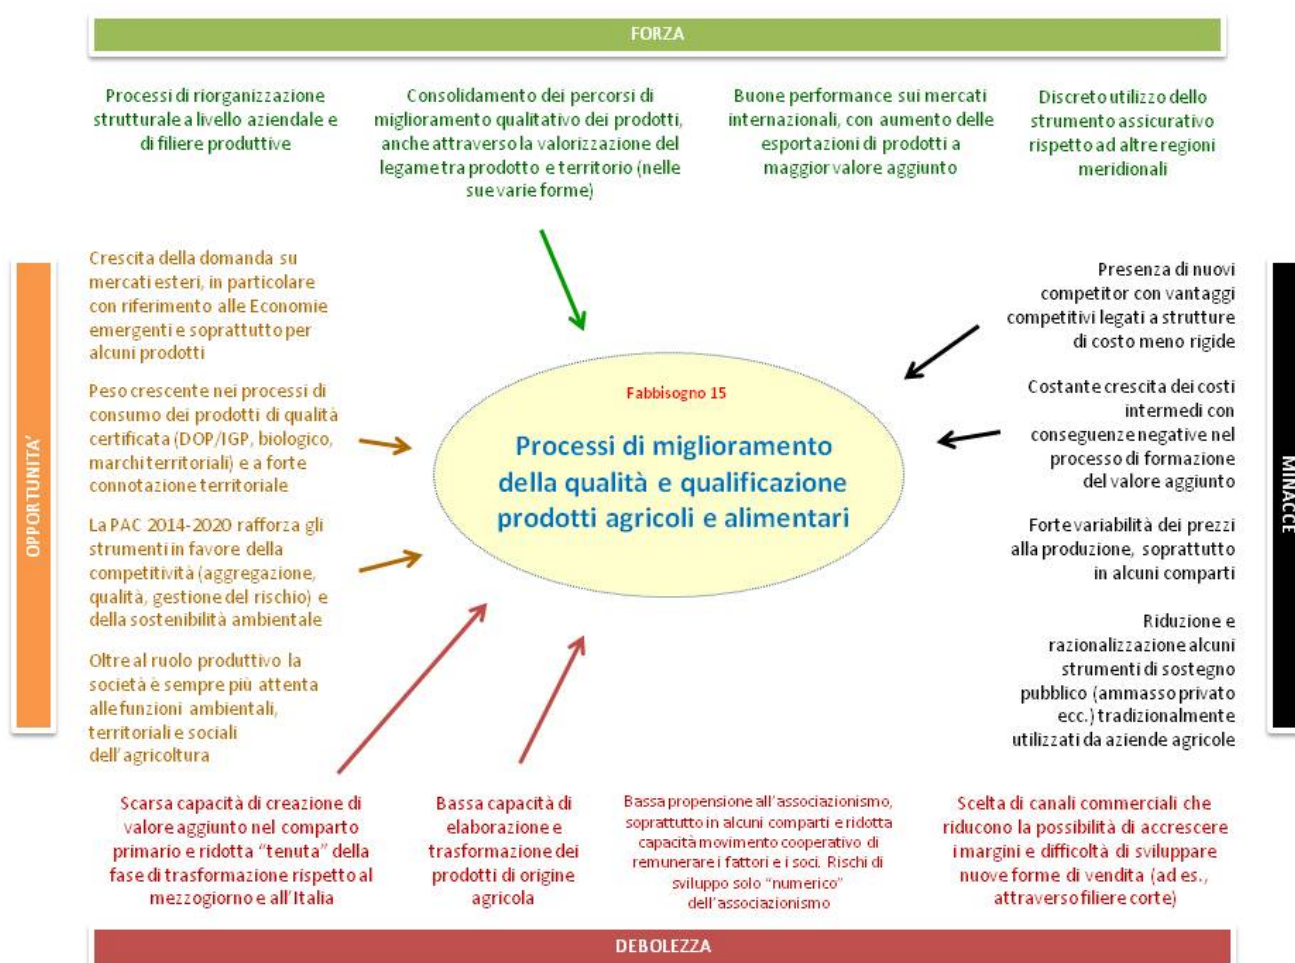 FORZA
Processi di riorganizzazione
strutturale a livello aziendale e
di filiere produttive
Consolidamento dei percorsi di
miglioramento qualitativo dei prodotti,
anche attraverso la valorizzazione del
legame tra prodotto e territorio (nelle
sue varie forme)
Buone performance sui mercati
internazionali, con aumento delle
esportazioni di prodotti a
maggior valore aggiunto
Discreto utilizzo dello
strumento assicurativo
rispetto ad altre regioni
meridionali
OPPORTUNITA'
Crescita della domanda su
mercati esteri, in particolare
con riferimento alle Economie
emergenti e soprattutto per
alcuni prodotti
Peso crescente nei processi di
consumo dei prodotti di qualità
certificata (DOP/IGP, biologico,
marchi territoriali) e a forte
connotazione territoriale
La PAC 2014-2020 rafforza gli
strumenti in favore della
competitività (aggregazione,
qualità, gestione del rischio) e
della sostenibilità ambientale
Oltre al ruolo produttivo la
società è sempre più attenta
alle funzioni ambientali,
territoriali e sociali
dell'agricoltura
Fabbisogno 15
Processi di miglioramento
della qualità e qualificazione
prodotti agricoli e alimentari
Presenza di nuovi
competitor con vantaggi
competitivi legati a strutture
di costo meno rigide
Costante crescita dei costi
intermedi con
conseguenze negative nel
processo di formazione
del valore aggiunto
Forte variabilità dei prezzi
alla produzione, soprattutto
in alcuni comparti
Riduzione e
razionalizzazione alcuni
strumenti di sostegno
pubblico (ammasso privato
ecc.) tradizionalmente
utilizzati da aziende agricole
MINACCE
Scarsa capacità di creazione di
valore aggiunto nel comparto
primario e ridotta "tenuta" della
fase di trasformazione rispetto al
mezzogiorno e all'Italia
Bassa capacità di
elaborazione e
trasformazione dei
prodotti di origine
agricola
Bassa propensione all'associazionismo,
soprattutto in alcuni comparti e ridotta
capacità movimento cooperativo di
remunerare i fattori e i soci. Rischi di
sviluppo solo "numerico"
dell'associazionismo
Scelta di canali commerciali che
riducono la possibilità di accrescere
i margini e difficoltà di sviluppare
nuove forme di vendita (ad es.,
attraverso filiere corte)
DEBOLEZZA